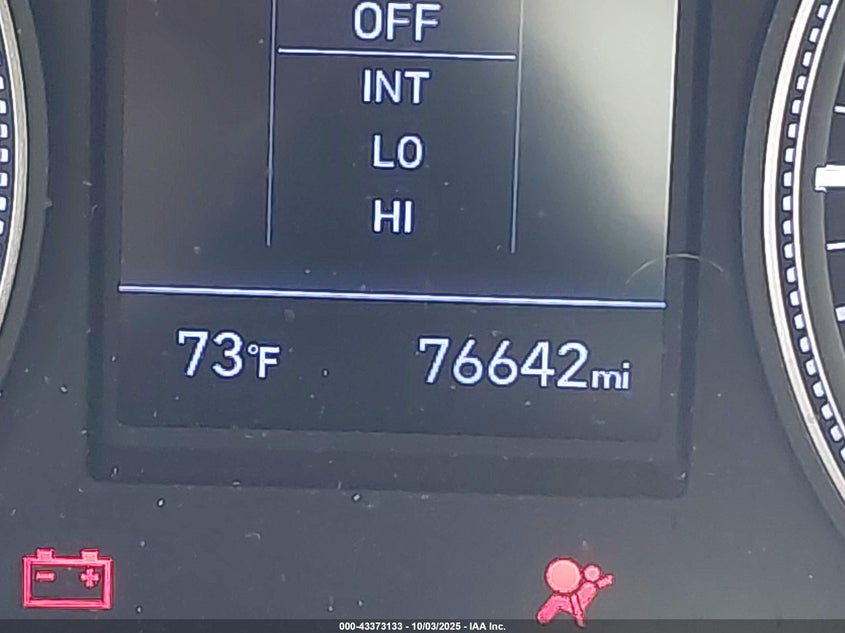 OFF
INT
LO
HI
73°F 76642mi
000-43373133 - 10/03/2025 - IAA Inc.